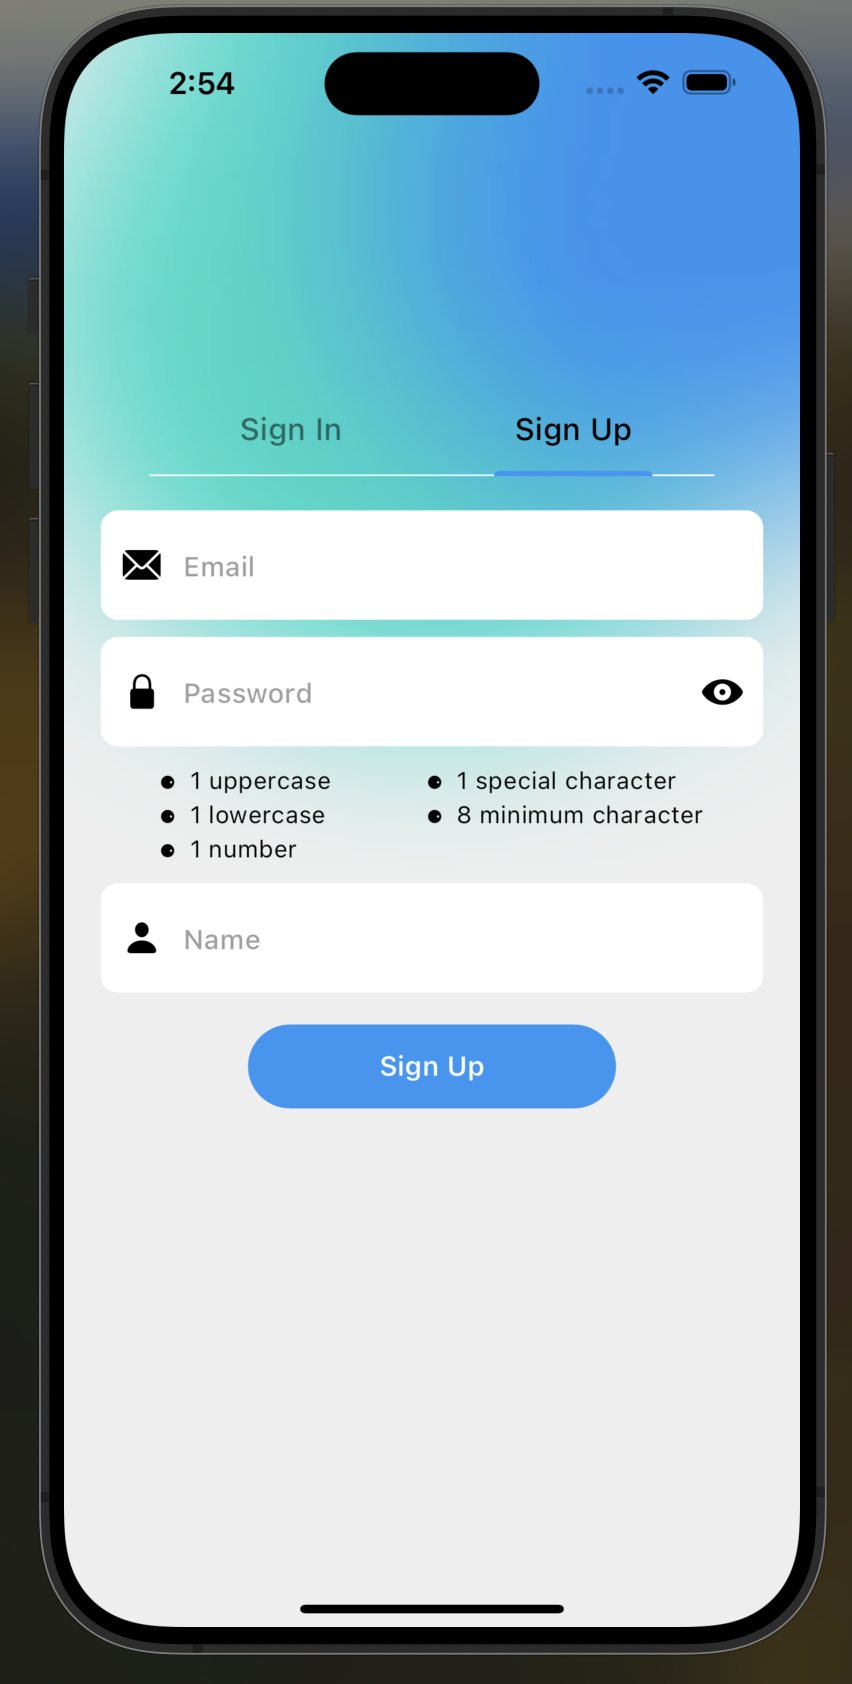 2:54
Sign In Sign Up
Email
Password
1 uppercase 1 special character
1 lowercase 8 minimum character
1 number
Name
Sign Up